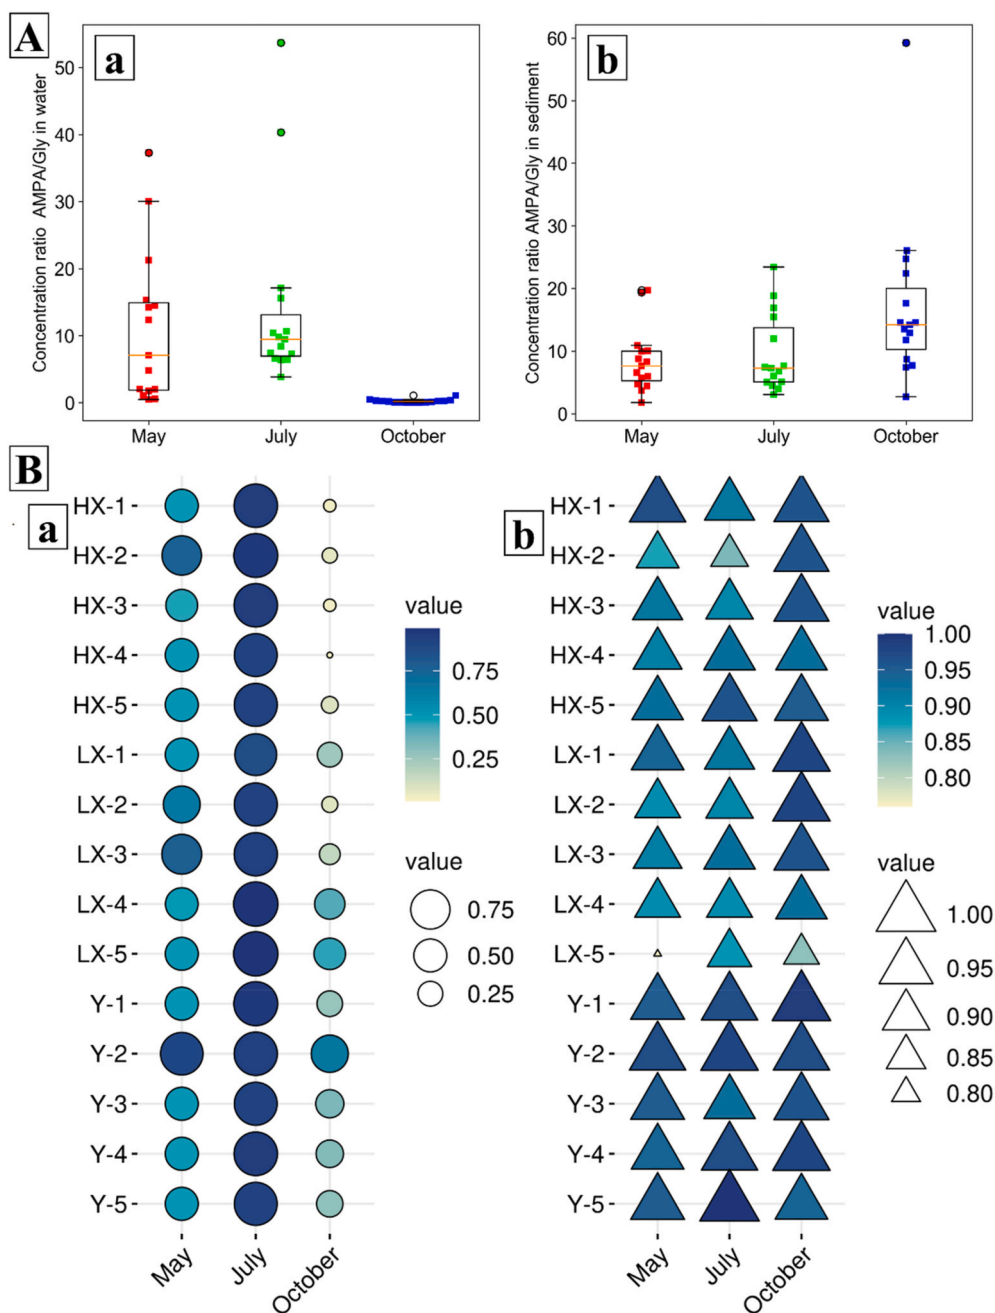 A
a
Concentration ratio AMPA/Gly in water
50
40
30
20
10
0
May
July
October
b
Concentration ratio AMPA/Gly in sediment
60
50
40
30
20
10
0
May
July
October
B
a
HX-1
HX-2
HX-3
HX-4
HX-5
LX-1
LX-2
LX-3
LX-4
LX-5
Y-1
Y-2
Y-3
Y-4
Y-5
May
July
October
value
0.75
0.50
0.25
value
0.75
0.50
0.25
b
HX-1
HX-2
HX-3
HX-4
HX-5
LX-1
LX-2
LX-3
LX-4
LX-5
Y-1
Y-2
Y-3
Y-4
Y-5
May
July
October
value
1.00
0.95
0.90
0.85
0.80
value
1.00
0.95
0.90
0.85
0.80